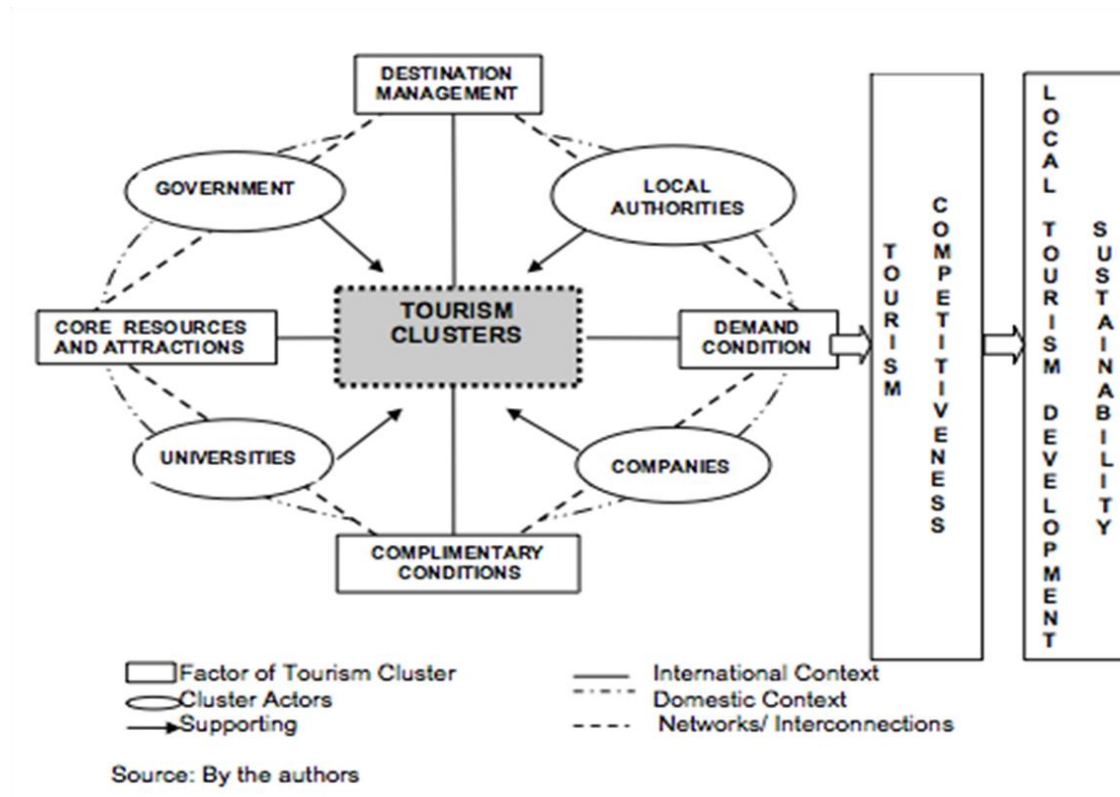 DESTINATION
MANAGEMENT
GOVERNMENT
LOCAL
AUTHORITIES
TOURISM
CLUSTERS
CORE RESOURCES
AND ATTRACTIONS
DEMAND
CONDITION
UNIVERSITIES
COMPANIES
COMPLIMENTARY
CONDITIONS
TOURISM
COMPETITIVENESS
LOCAL TOURISM DEVELOPMENT
SUSTAINABILITY
Factor of Tourism Cluster
Cluster Actors
Supporting
International Context
Domestic Context
Networks/ Interconnections
Source: By the authors